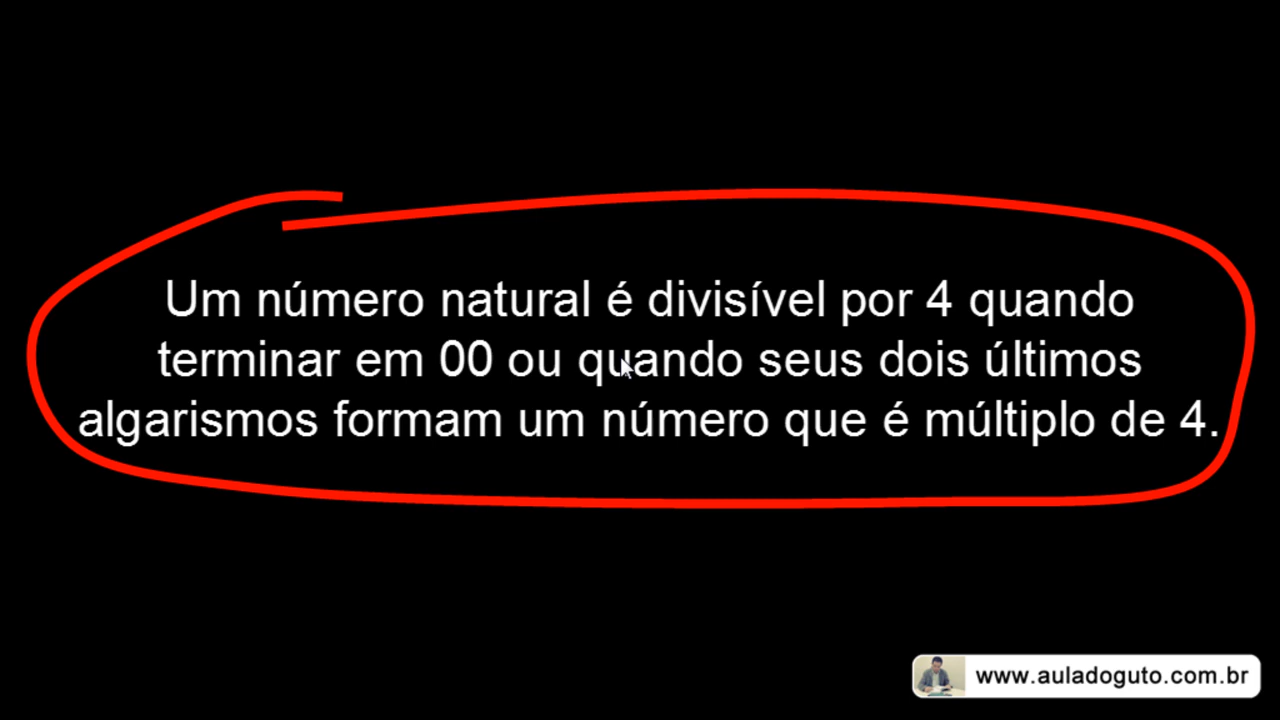 Um número natural é divisível por 4 quando
terminar em 00 ou quando seus dois últimos
algarismos formam um número que é múltiplo de 4.
www.auladoguto.com.br